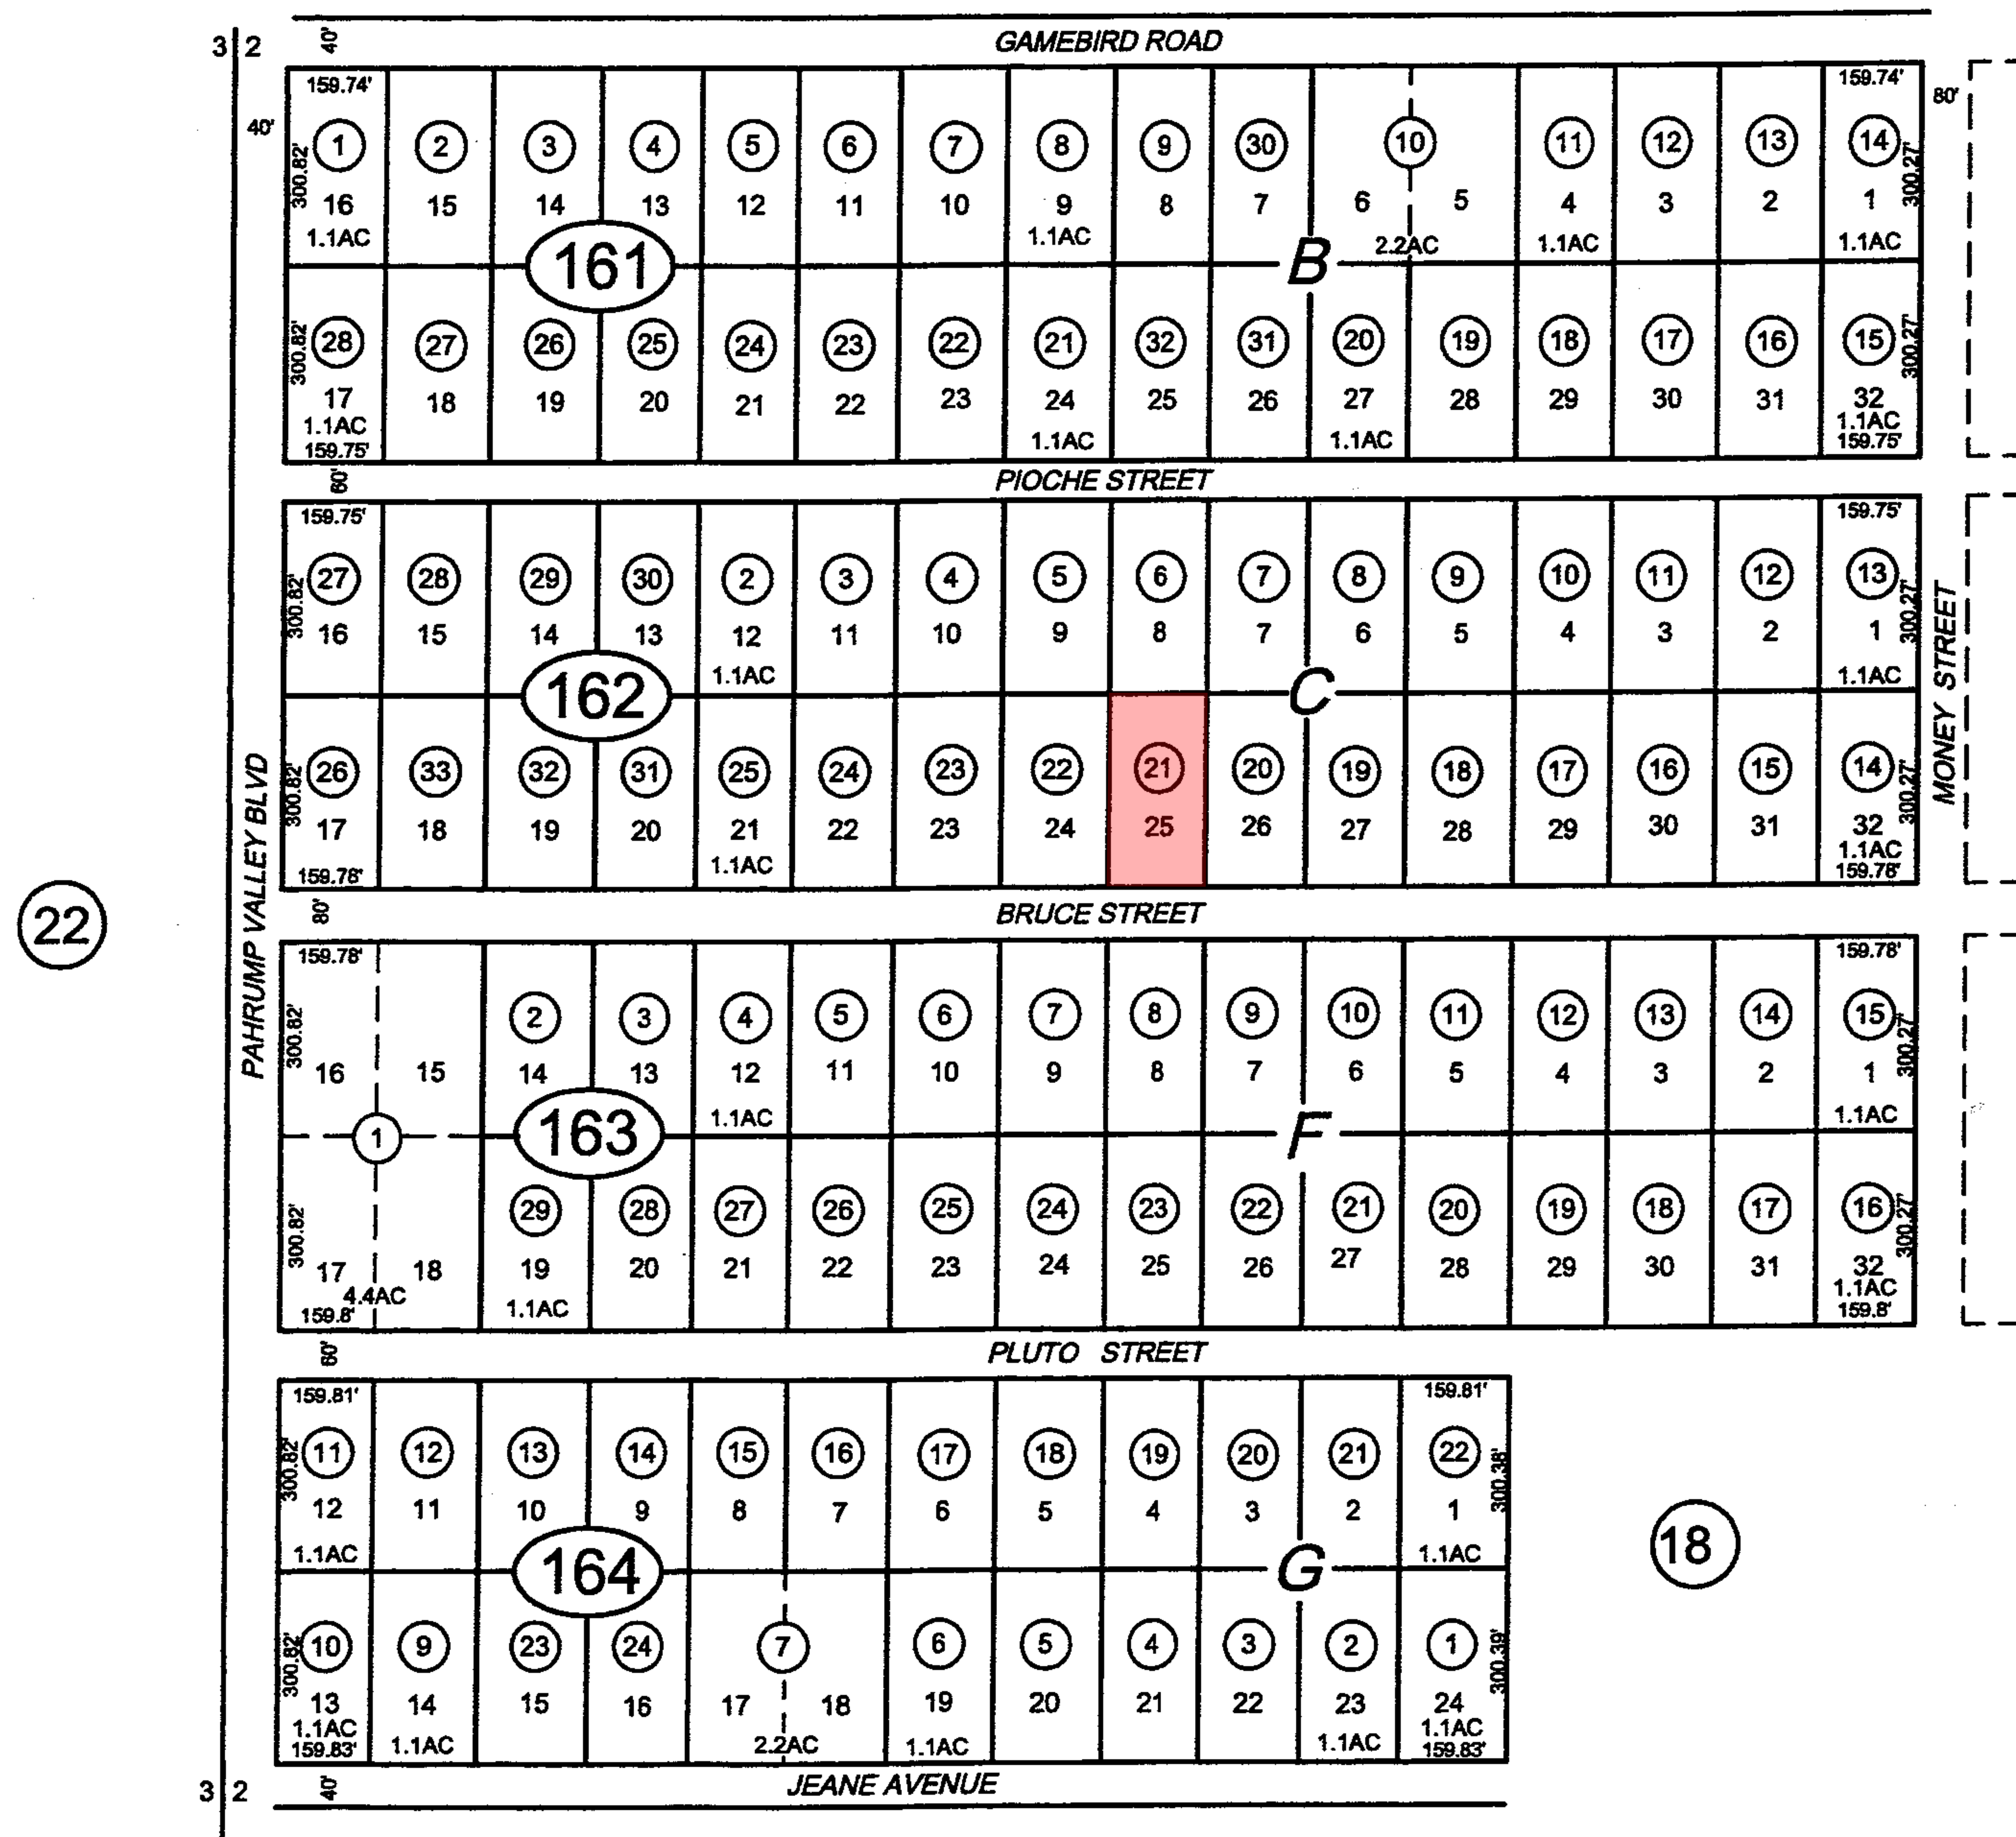 3 2 40' GAMEBIRD ROAD
159.74' 159.74' 80'
40' 300.82' 1 2 3 4 5 6 7 8 9 30 10 11 12 13 14 300.27'
16 15 14 13 12 11 10 9 8 7 6 5 4 3 2 1
1.1AC 1.1AC 2.2AC 1.1AC 1.1AC
161 B
300.82' 28 27 26 25 24 23 22 21 32 31 20 19 18 17 16 15 300.27'
17 18 19 20 21 22 23 24 25 26 27 28 29 30 31 32
1.1AC 1.1AC 1.1AC 1.1AC
159.75' 159.75'
60' PIOCHE STREET
159.75' 159.75'
300.82' 27 28 29 30 2 3 4 5 6 7 8 9 10 11 12 13 300.27'
16 15 14 13 12 11 10 9 8 7 6 5 4 3 2 1
1.1AC 1.1AC
162 C
MONEY STREET
300.82' 26 33 32 31 25 24 23 22 21 20 19 18 17 16 15 14 300.27'
17 18 19 20 21 22 23 24 25 26 27 28 29 30 31 32
1.1AC 1.1AC
159.78' 159.78'
PAHRUMP VALLEY BLVD
22
80' BRUCE STREET
159.78' 159.78'
300.82' 2 3 4 5 6 7 8 9 10 11 12 13 14 15 300.27'
16 15 14 13 12 11 10 9 8 7 6 5 4 3 2 1
1.1AC 1.1AC
1 163 F
300.82' 29 28 27 26 25 24 23 22 21 20 19 18 17 16 300.27'
17 18 19 20 21 22 23 24 25 26 27 28 29 30 31 32
4.4AC 1.1AC 1.1AC
159.8' 159.8'
60' PLUTO STREET
159.81' 159.81'
300.82' 11 12 13 14 15 16 17 18 19 20 21 22 300.38'
12 11 10 9 8 7 6 5 4 3 2 1
1.1AC 1.1AC
164 G
18
300.82' 10 9 23 24 7 6 5 4 3 2 1 300.39'
13 14 15 16 17 18 19 20 21 22 23 24
1.1AC 1.1AC 2.2AC 1.1AC 1.1AC 1.1AC
159.83' 159.83'
3 2 40' JEANE AVENUE